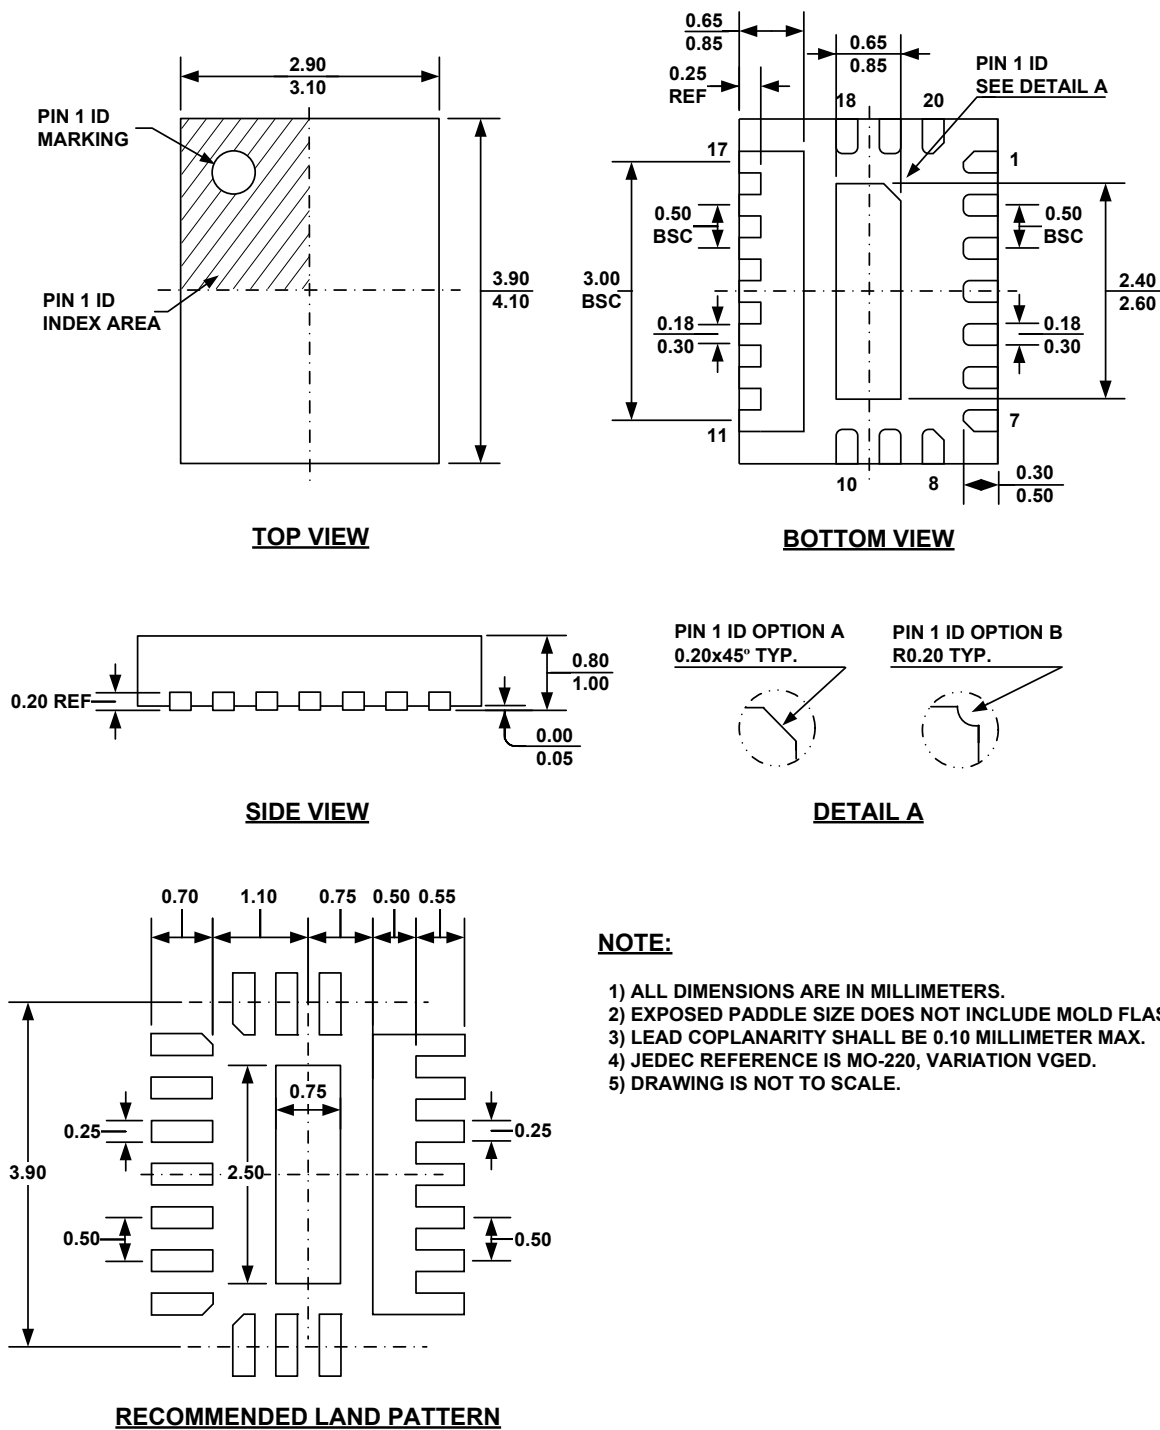 2.90
3.10
PIN 1 ID
MARKING
PIN 1 ID
INDEX AREA
3.90
4.10
TOP VIEW
0.65
0.85
0.65
0.85
0.25
REF
PIN 1 ID
SEE DETAIL A
18
20
17
1
0.50
BSC
0.50
BSC
3.00
BSC
2.40
2.60
0.18
0.30
0.18
0.30
11
7
10
8
0.30
0.50
BOTTOM VIEW
0.20 REF
0.80
1.00
0.00
0.05
SIDE VIEW
PIN 1 ID OPTION A
0.20x45º TYP.
PIN 1 ID OPTION B
R0.20 TYP.
DETAIL A
0.70
1.10
0.75
0.50
0.55
0.75
0.25
0.25
3.90
2.50
0.50
0.50
RECOMMENDED LAND PATTERN
NOTE:
1) ALL DIMENSIONS ARE IN MILLIMETERS.
2) EXPOSED PADDLE SIZE DOES NOT INCLUDE MOLD FLAS
3) LEAD COPLANARITY SHALL BE 0.10 MILLIMETER MAX.
4) JEDEC REFERENCE IS MO-220, VARIATION VGED.
5) DRAWING IS NOT TO SCALE.